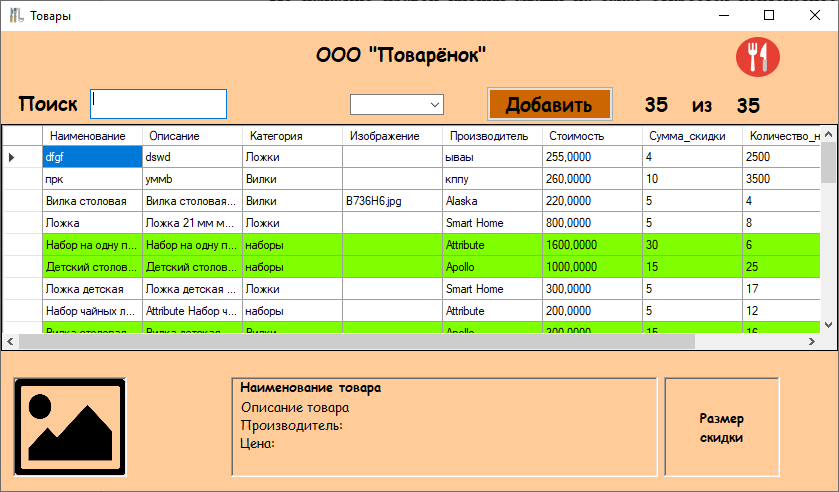 Товары
ООО "Поварёнок"
Поиск Добавить 35 из 35
Наименование Описание Категория Изображение Производитель Стоимость Сумма_скидки Количество_н
dfgf dswd Ложки ываы 255,0000 4 2500
прк уммb Вилки кппу 260,0000 10 3500
Вилка столовая Вилка столовая... Вилки B736H6.jpg Alaska 220,0000 5 4
Ложка Ложка 21 мм м... Ложки Smart Home 800,0000 5 8
Набор на одну п... Набор на одну п... наборы Attribute 1600,0000 30 6
Детский столов... Детский столов... наборы Apollo 1000,0000 15 25
Ложка детская Ложка детская ... Ложки Smart Home 300,0000 5 17
Набор чайных л... Attribute Набор ч... наборы Attribute 200,0000 5 12
Вилка столовая Вилка детская Вилки Apollo 300,0000 15 16
Наименование товара
Описание товара
Производитель:
Цена:
Размер
скидки